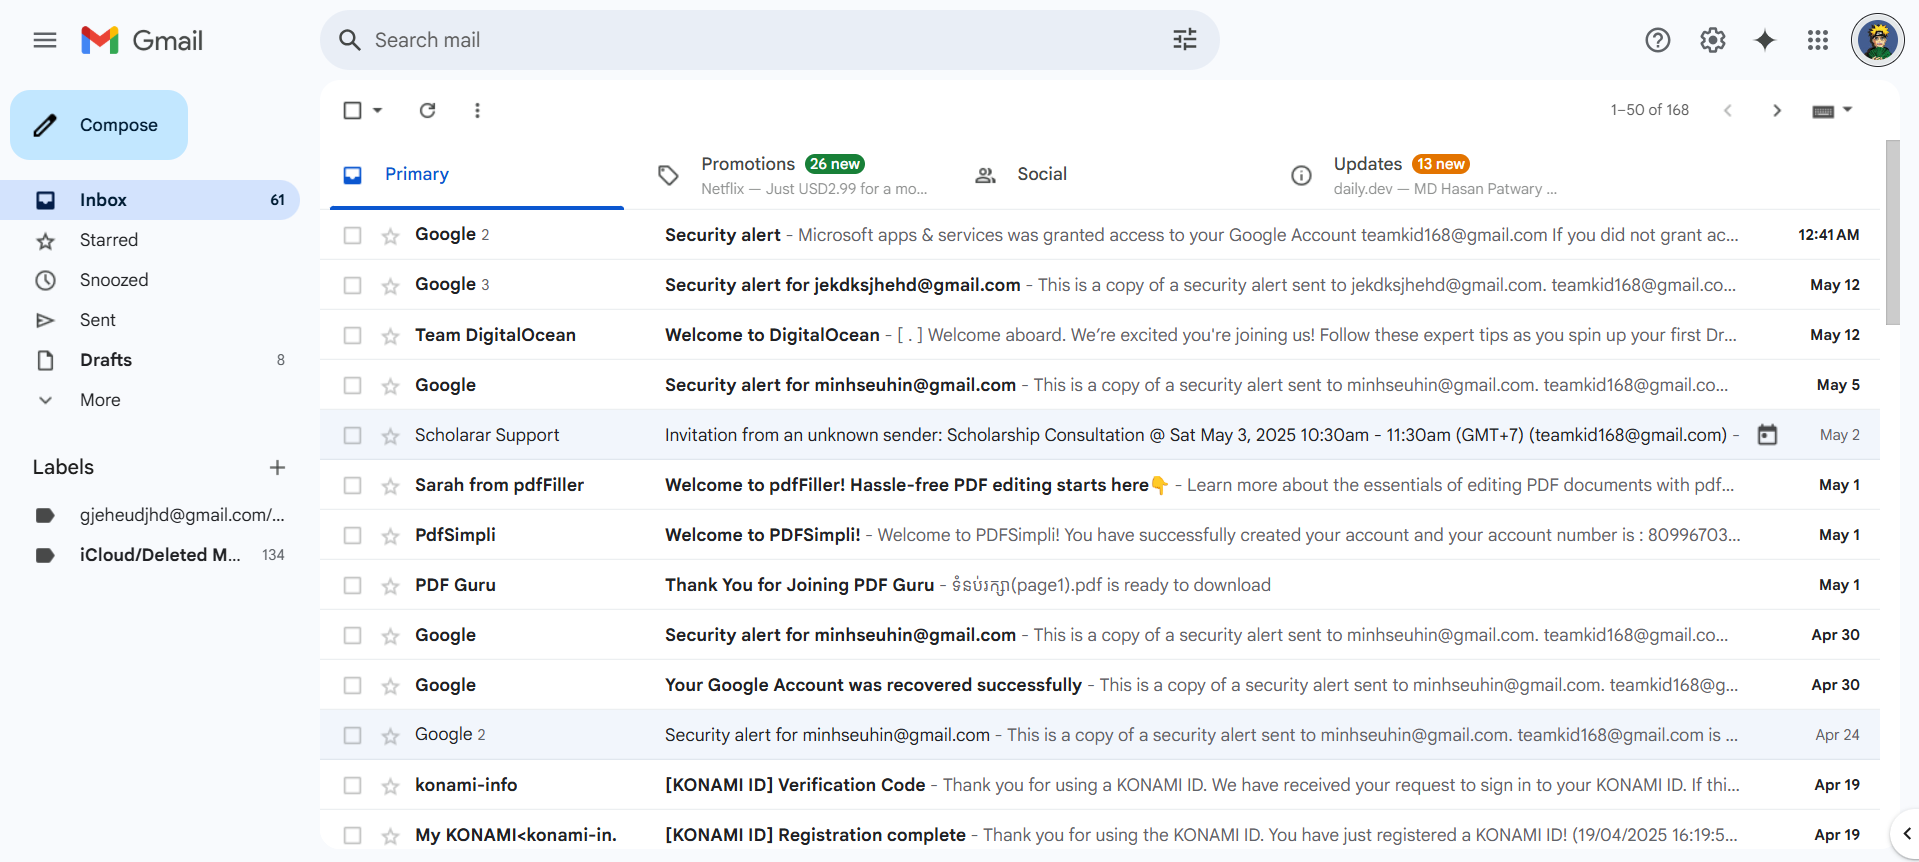 Gmail
Search mail
Compose
Inbox 61
Starred
Snoozed
Sent
Drafts 8
More
Labels
gjeheudjhd@gmail.com/...
iCloud/Deleted M... 134
1–50 of 168
Primary
Promotions 26 new
Netflix — Just USD2.99 for a mo...
Social
Updates 13 new
daily.dev — MD Hasan Patwary ...
Google 2 Security alert - Microsoft apps & services was granted access to your Google Account teamkid168@gmail.com If you did not grant ac... 12:41 AM
Google 3 Security alert for jekdksjhehd@gmail.com - This is a copy of a security alert sent to jekdksjhehd@gmail.com. teamkid168@gmail.co... May 12
Team DigitalOcean Welcome to DigitalOcean - [ . ] Welcome aboard. We’re excited you're joining us! Follow these expert tips as you spin up your first Dr... May 12
Google Security alert for minhseuhin@gmail.com - This is a copy of a security alert sent to minhseuhin@gmail.com. teamkid168@gmail.co... May 5
Scholarar Support Invitation from an unknown sender: Scholarship Consultation @ Sat May 3, 2025 10:30am - 11:30am (GMT+7) (teamkid168@gmail.com) - May 2
Sarah from pdfFiller Welcome to pdfFiller! Hassle-free PDF editing starts here👇 - Learn more about the essentials of editing PDF documents with pdf... May 1
PdfSimpli Welcome to PDFSimpli! - Welcome to PDFSimpli! You have successfully created your account and your account number is : 80996703... May 1
PDF Guru Thank You for Joining PDF Guru - ទំនប់រក្សា(page1).pdf is ready to download May 1
Google Security alert for minhseuhin@gmail.com - This is a copy of a security alert sent to minhseuhin@gmail.com. teamkid168@gmail.co... Apr 30
Google Your Google Account was recovered successfully - This is a copy of a security alert sent to minhseuhin@gmail.com. teamkid168@g... Apr 30
Google 2 Security alert for minhseuhin@gmail.com - This is a copy of a security alert sent to minhseuhin@gmail.com. teamkid168@gmail.com is ... Apr 24
konami-info [KONAMI ID] Verification Code - Thank you for using a KONAMI ID. We have received your request to sign in to your KONAMI ID. If thi... Apr 19
My KONAMI<konami-in. [KONAMI ID] Registration complete - Thank you for using the KONAMI ID. You have just registered a KONAMI ID! (19/04/2025 16:19:5... Apr 19